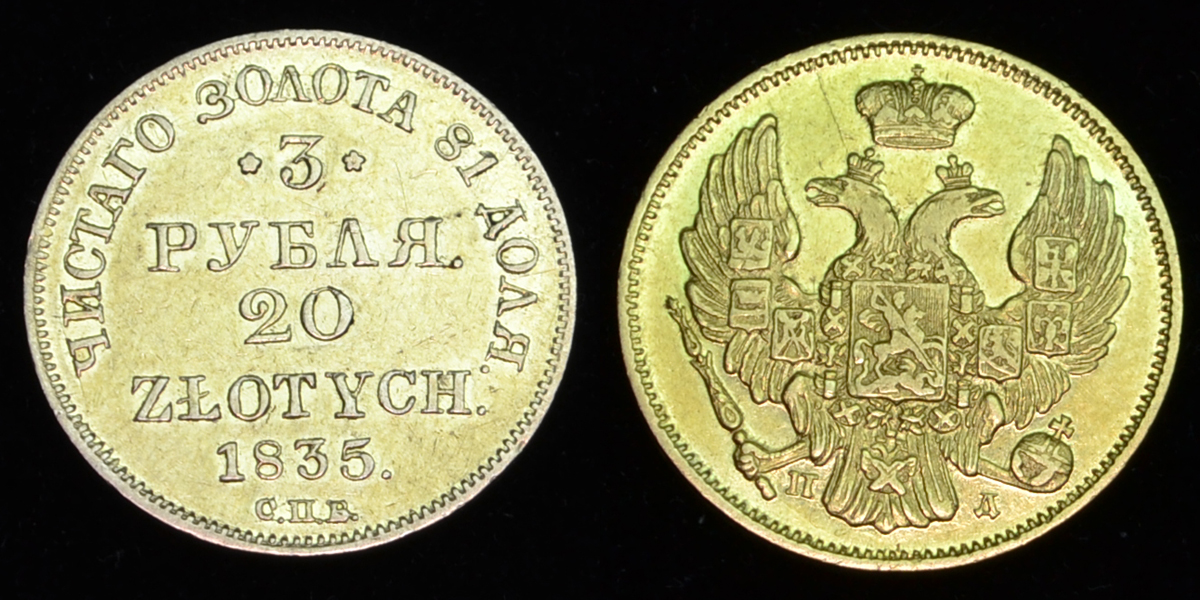 ЧИСТАГО ЗОЛОТА 81 ДОЛЯ.
3
РУБЛЯ.
20
ZŁOTYCH.
1835.
С.П.Б.
П Д